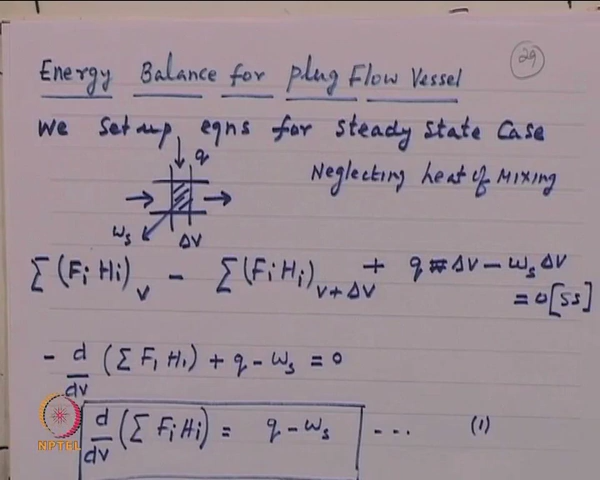 29
Energy Balance for plug Flow Vessel
we set up eqns for steady state case
Neglecting heat of Mixing
q
ws
ΔV
Σ(Fi Hi)V − Σ(Fi Hi)V+ΔV + q ΔV − ws ΔV
= 0 [SS]
− d/dv (Σ Fi Hi) + q − ws = 0
d/dv (Σ Fi Hi) = q − ws --- (1)
NPTEL